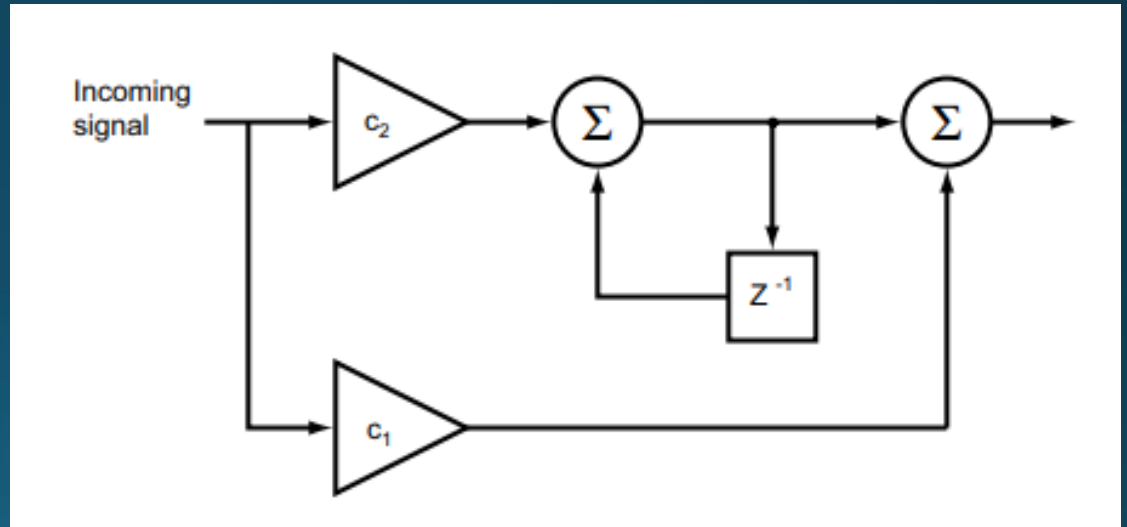 Incoming
signal
c₂
Σ
Σ
Z⁻¹
c₁